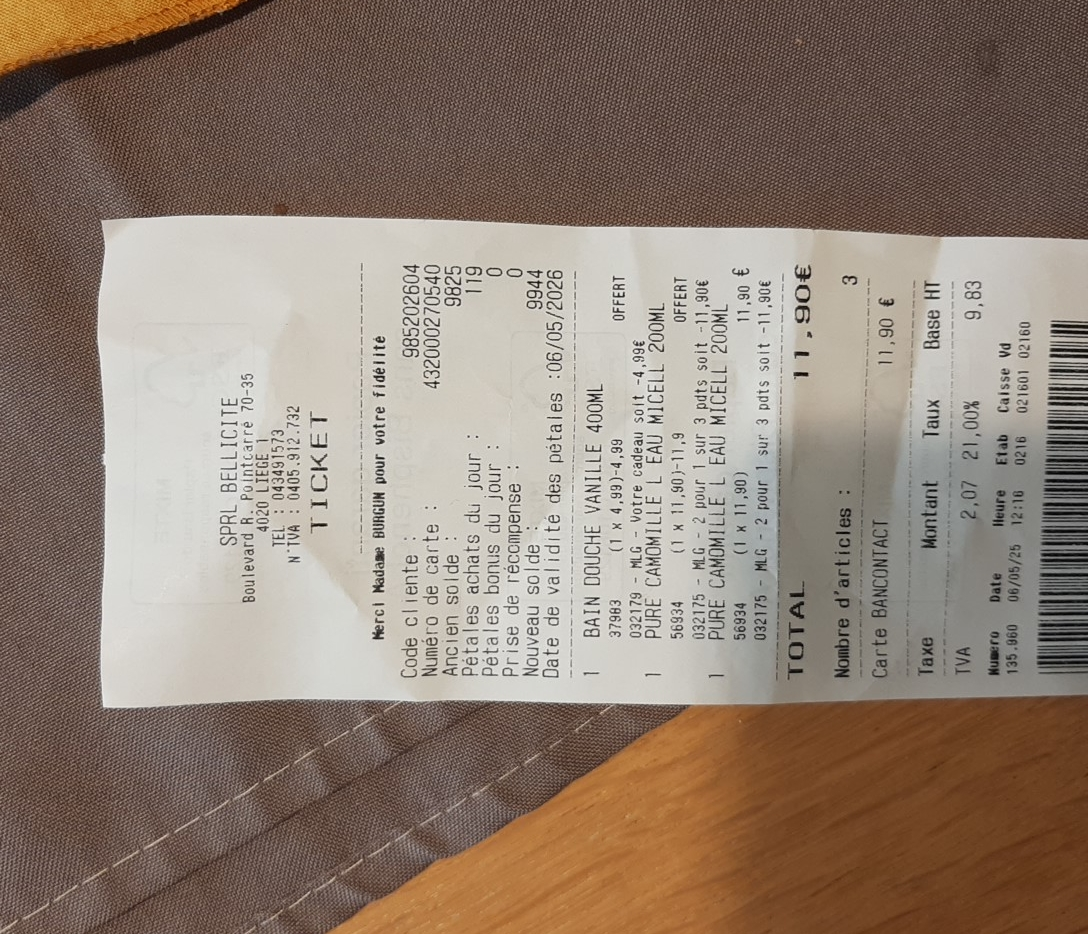 SPRL BELLICITE
Boulevard R. Pointcarré 70-35
4020 LIEGE 1
TEL : 043491573
N°TVA : 0405.912.732
TICKET
Merci Madame BURGUN pour votre fidélité
Code cliente : 985202604
Numéro de carte : 4320002705​40
Ancien solde : 9825
Pétales achats du jour : 119
Pétales bonus du jour : 0
Prise de récompense : 0
Nouveau solde : 9944
Date de validité des pétales :06/05/2026
1 BAIN DOUCHE VANILLE 400ML
37983 (1 x 4,99)-4,99 OFFERT
032179 - MLG - Votre cadeau soit -4,99€
1 PURE CAMOMILLE L EAU MICELL 200ML
56934 (1 x 11,90)-11,9 OFFERT
032175 - MLG - 2 pour 1 sur 3 pdts soit -11,90€
1 PURE CAMOMILLE L EAU MICELL 200ML
56934 (1 x 11,90) 11,90 €
032175 - MLG - 2 pour 1 sur 3 pdts soit -11,90€
TOTAL 11,90€
Nombre d'articles : 3
Carte BANCONTACT 11,90 €
Taxe Montant Taux Base HT
TVA 2,07 21,00% 9,83
Numero Date Heure Etab Caisse Vd
135.960 06/05/25 12:16 0216 021601 02160